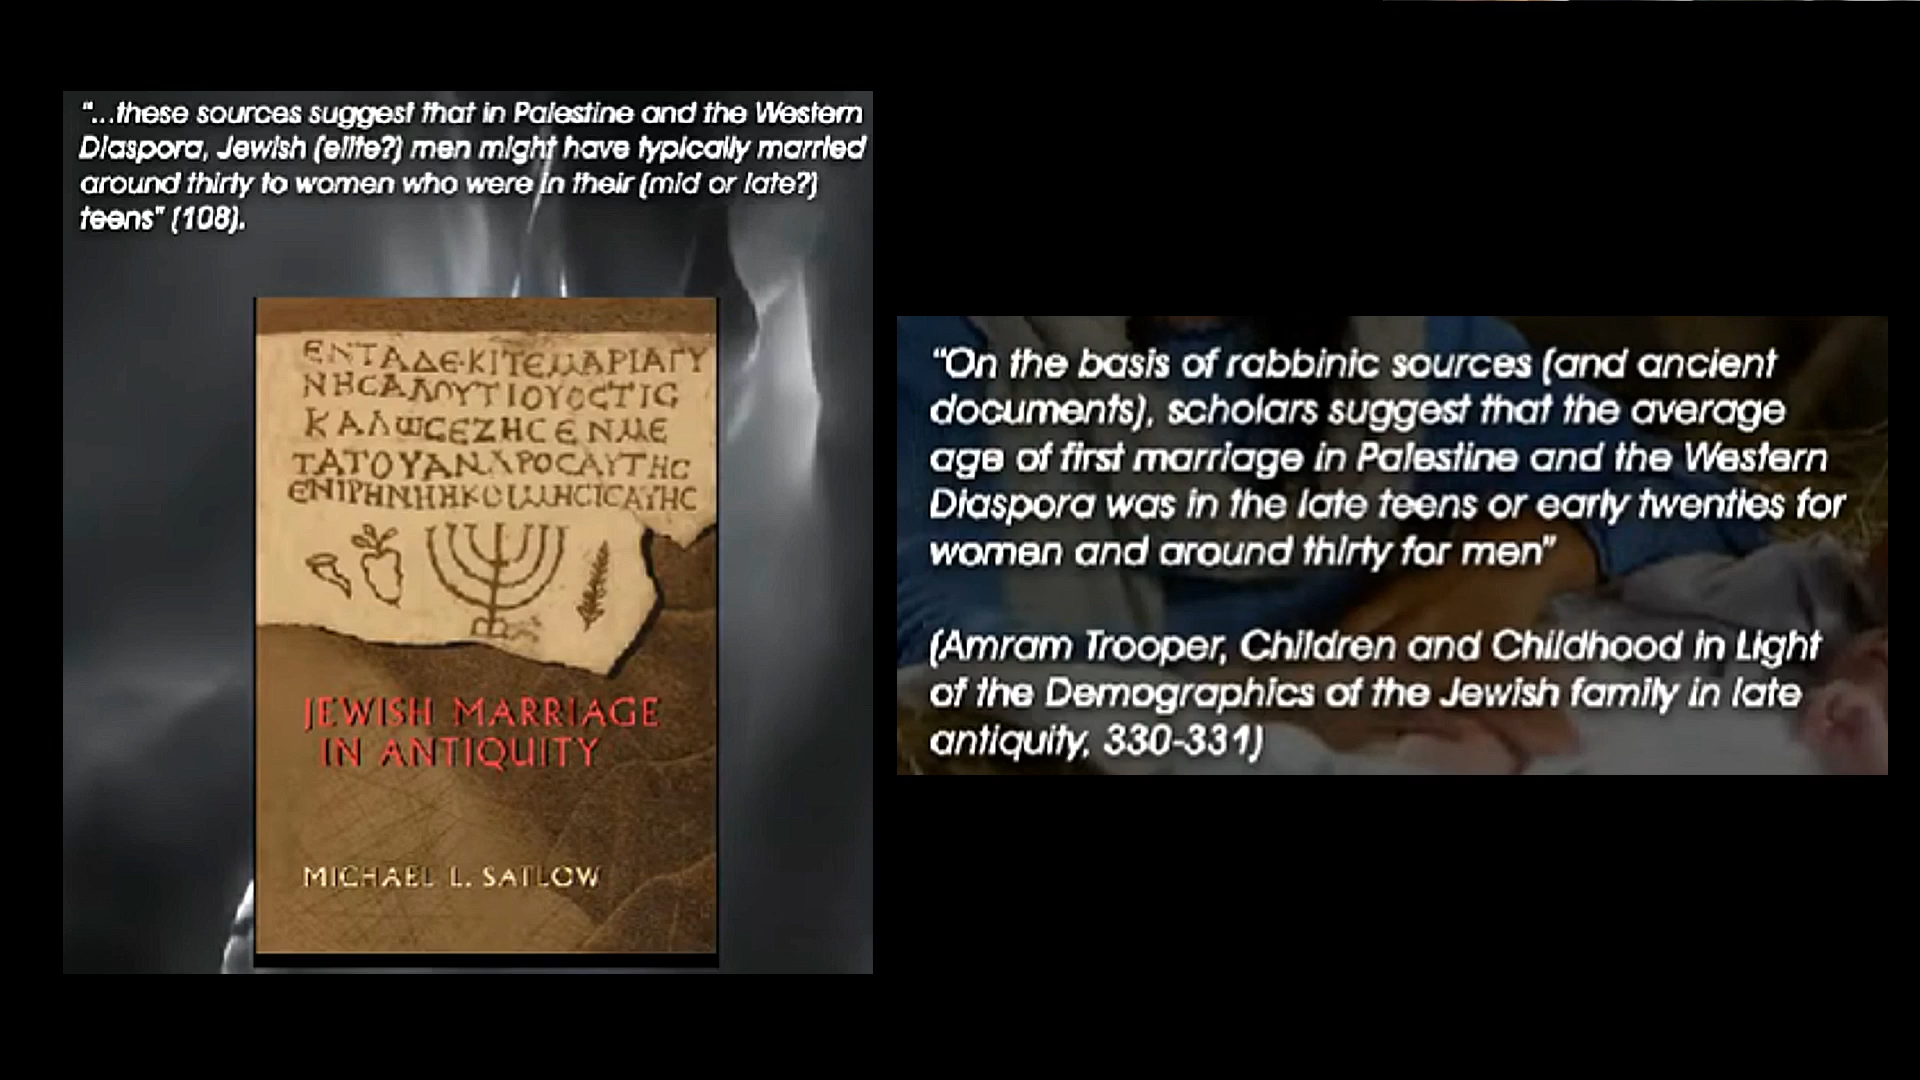 “...these sources suggest that in Palestine and the Western
Diaspora, Jewish (elite?) men might have typically married
around thirty to women who were in their (mid or late?)
teens” (108).
ΕΝΤΑΔΕ·ΚΙΤΕΜΑΡΙΑΓΥ
ΝΗCΑΛΟΥΤΙΟΥΟCΤΙC
ΚΑΛωCΕΖΗCΕΝΜΕ
ΤΑΤΟΥΑΝΔΡΟCΑΥΤΗC
JEWISH MARRIAGE
IN ANTIQUITY
MICHAEL L. SATLOW
“On the basis of rabbinic sources (and ancient
documents), scholars suggest that the average
age of first marriage in Palestine and the Western
Diaspora was in the late teens or early twenties for
women and around thirty for men”
(Amram Trooper, Children and Childhood in Light
of the Demographics of the Jewish family in late
antiquity, 330-331)